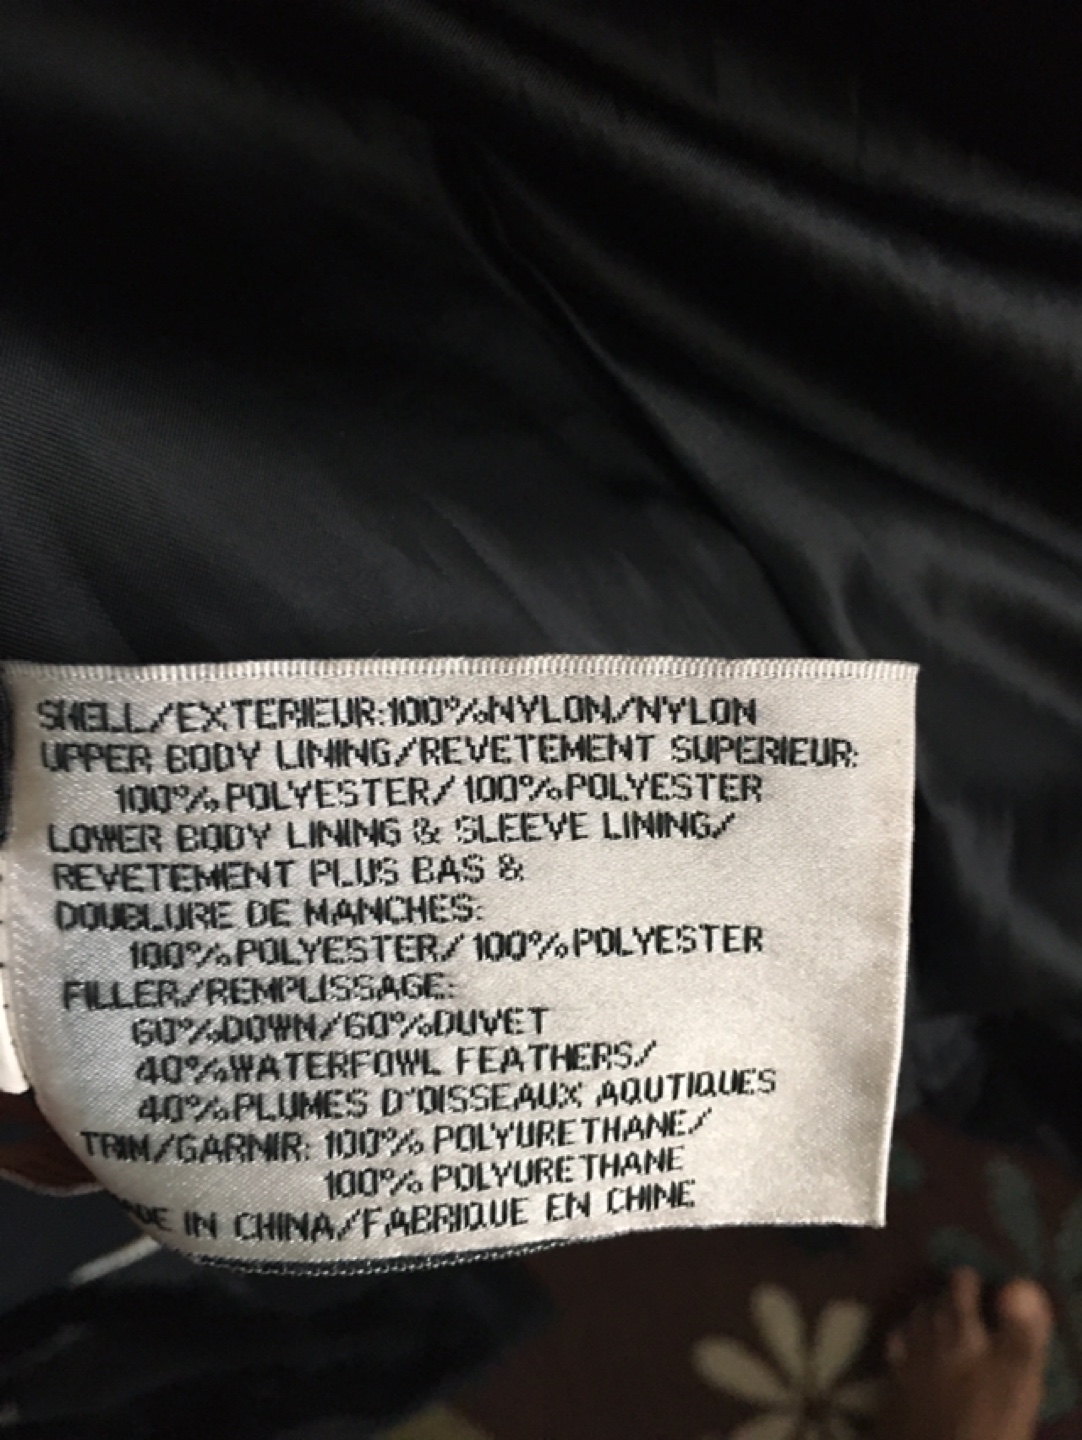 SHELL/EXTERIEUR:100%NYLON/NYLON
UPPER BODY LINING/REVETEMENT SUPERIEUR:
100%POLYESTER/100%POLYESTER
LOWER BODY LINING & SLEEVE LINING/
REVETEMENT PLUS BAS &
DOUBLURE DE MANCHES:
100%POLYESTER/100%POLYESTER
FILLER/REMPLISSAGE:
60%DOWN/60%DUVET
40%WATERFOWL FEATHERS/
40%PLUMES D'OISSEAUX AQUTIQUES
TRIM/GARNIR: 100% POLYURETHANE/
100% POLYURETHANE
MADE IN CHINA/FABRIQUE EN CHINE